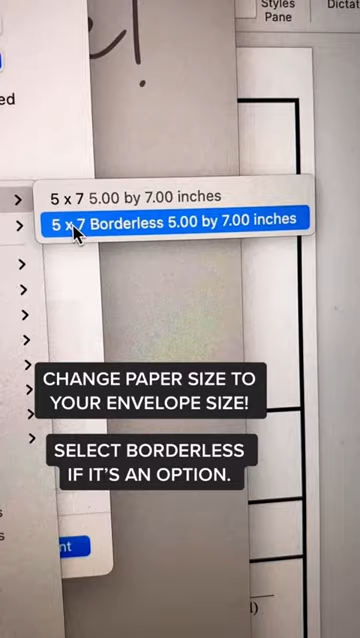 Styles
Pane
Dictat
e!
ed
5 x 7 5.00 by 7.00 inches
5 x 7 Borderless 5.00 by 7.00 inches
CHANGE PAPER SIZE TO
YOUR ENVELOPE SIZE!
SELECT BORDERLESS
IF IT'S AN OPTION.
s
s
nt
l)